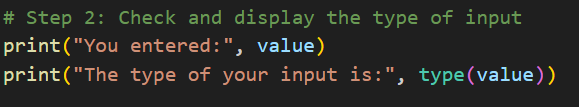 # Step 2: Check and display the type of input
print("You entered:", value)
print("The type of your input is:", type(value))